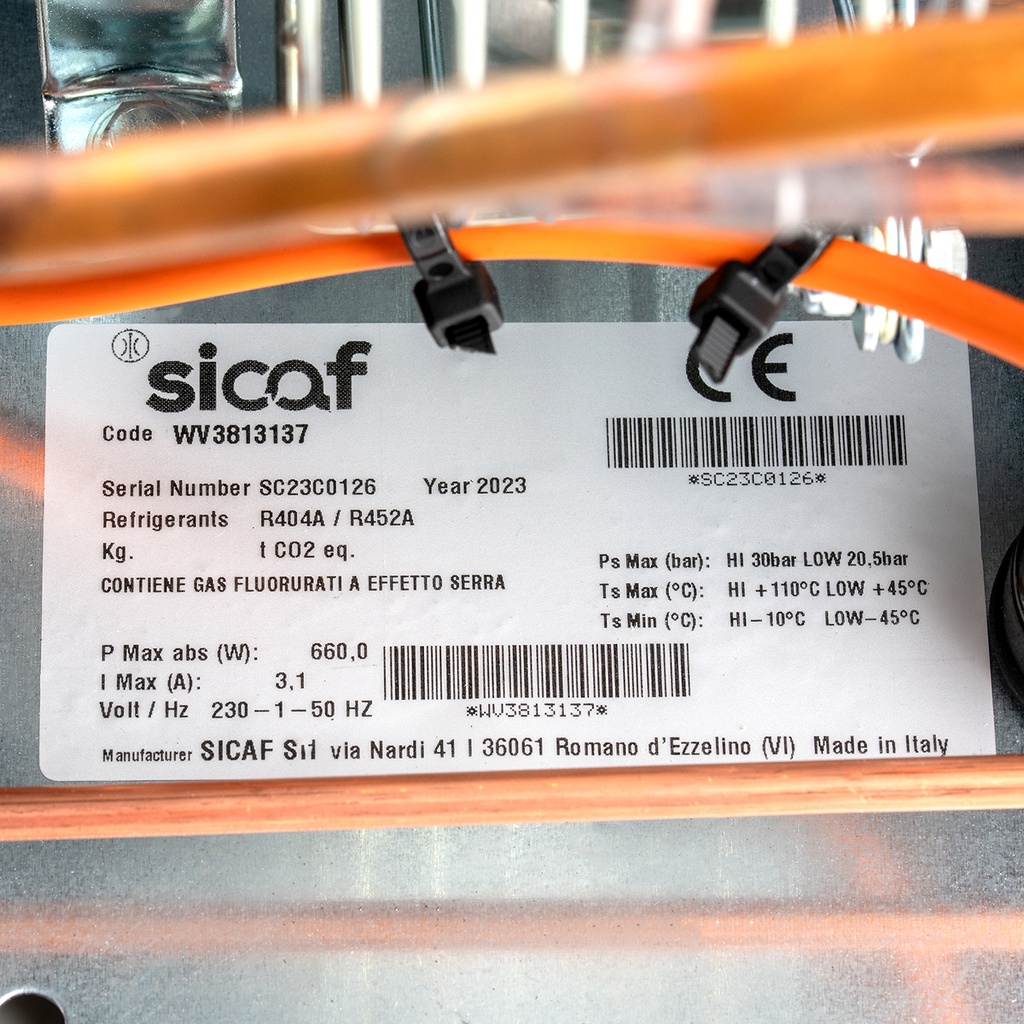 sicaf
CE
Code WV3813137
*SC23C0126*
Serial Number SC23C0126 Year 2023
Refrigerants R404A / R452A
Kg. t CO2 eq.
CONTIENE GAS FLUORURATI A EFFETTO SERRA
Ps Max (bar): HI 30bar LOW 20,5bar
Ts Max (°C): HI +110°C LOW +45°C
Ts Min (°C): HI-10°C LOW-45°C
P Max abs (W): 660,0
I Max (A): 3,1
Volt / Hz 230-1-50 HZ
*WV3813137*
Manufacturer SICAF Srl via Nardi 41 | 36061 Romano d'Ezzelino (VI) Made in Italy